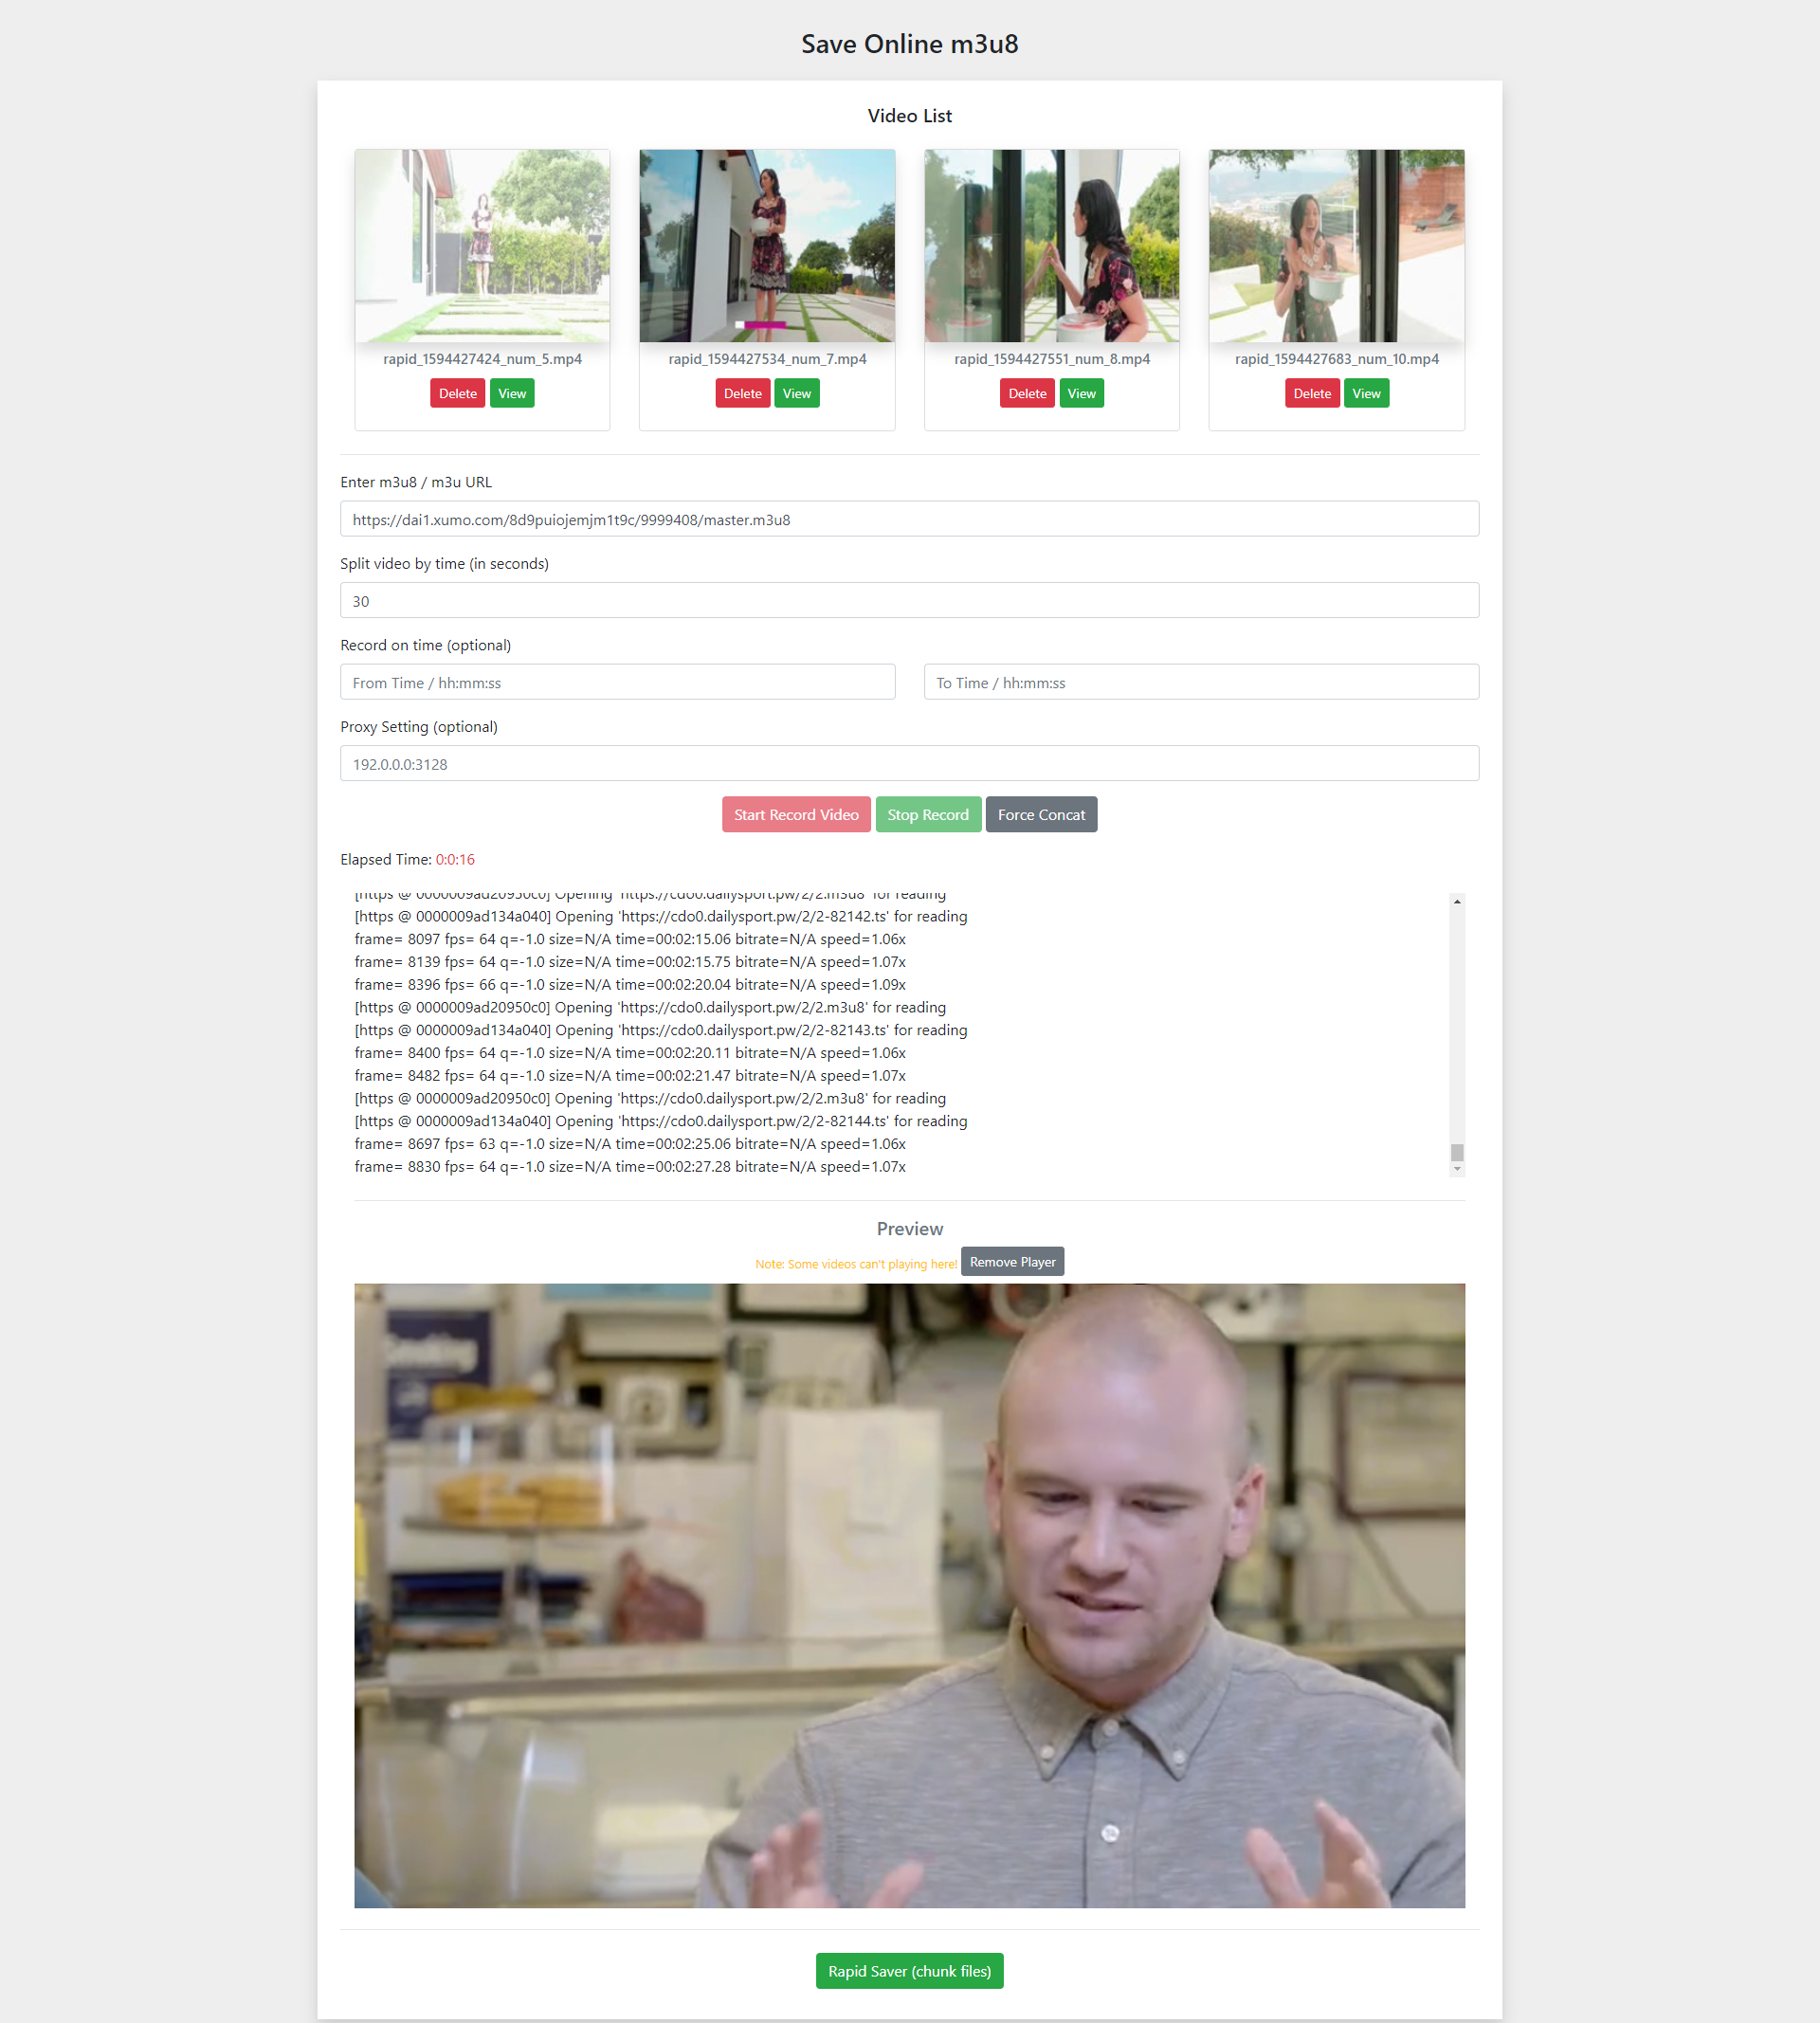 Save Online m3u8
Video List
rapid_1594427424_num_5.mp4
Delete View
rapid_1594427534_num_7.mp4
Delete View
rapid_1594427551_num_8.mp4
Delete View
rapid_1594427683_num_10.mp4
Delete View
Enter m3u8 / m3u URL
https://dai1.xumo.com/8d9puiojemjm1t9c/9999408/master.m3u8
Split video by time (in seconds)
30
Record on time (optional)
From Time / hh:mm:ss To Time / hh:mm:ss
Proxy Setting (optional)
192.0.0.0:3128
Start Record Video Stop Record Force Concat
Elapsed Time: 0:0:16
[https @ 0000009ad20950c0] Opening 'https://cdo0.dailysport.pw/2/2.m3u8' for reading
[https @ 0000009ad134a040] Opening 'https://cdo0.dailysport.pw/2/2-82142.ts' for reading
frame= 8097 fps= 64 q=-1.0 size=N/A time=00:02:15.06 bitrate=N/A speed=1.06x
frame= 8139 fps= 64 q=-1.0 size=N/A time=00:02:15.75 bitrate=N/A speed=1.07x
frame= 8396 fps= 66 q=-1.0 size=N/A time=00:02:20.04 bitrate=N/A speed=1.09x
[https @ 0000009ad20950c0] Opening 'https://cdo0.dailysport.pw/2/2.m3u8' for reading
[https @ 0000009ad134a040] Opening 'https://cdo0.dailysport.pw/2/2-82143.ts' for reading
frame= 8400 fps= 64 q=-1.0 size=N/A time=00:02:20.11 bitrate=N/A speed=1.06x
frame= 8482 fps= 64 q=-1.0 size=N/A time=00:02:21.47 bitrate=N/A speed=1.07x
[https @ 0000009ad20950c0] Opening 'https://cdo0.dailysport.pw/2/2.m3u8' for reading
[https @ 0000009ad134a040] Opening 'https://cdo0.dailysport.pw/2/2-82144.ts' for reading
frame= 8697 fps= 63 q=-1.0 size=N/A time=00:02:25.06 bitrate=N/A speed=1.06x
frame= 8830 fps= 64 q=-1.0 size=N/A time=00:02:27.28 bitrate=N/A speed=1.07x
Preview
Note: Some videos can't playing here! Remove Player
Smoking
Rapid Saver (chunk files)